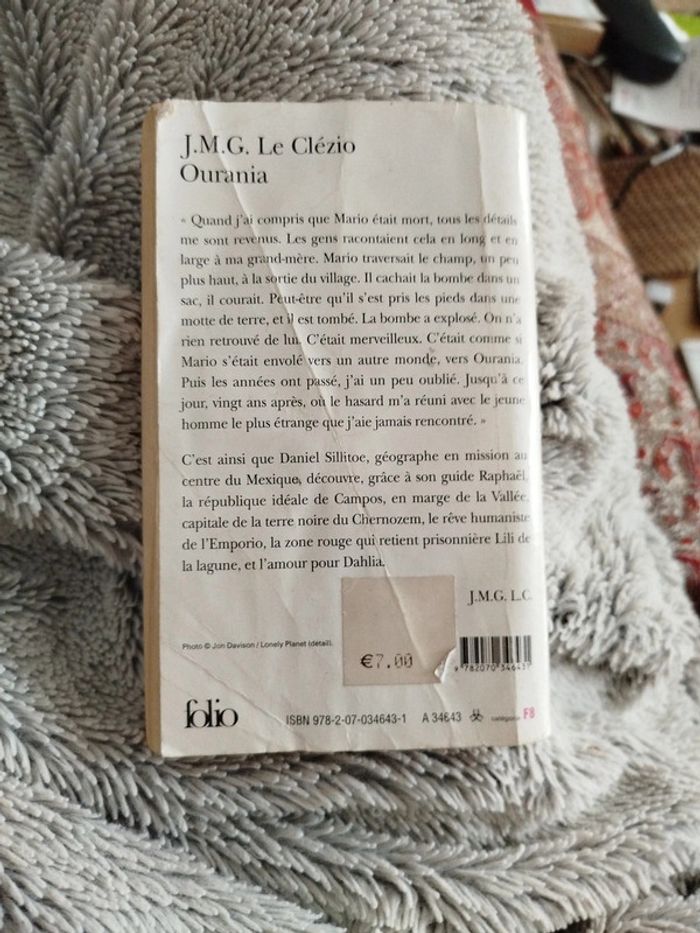 J.M.G. Le Clézio
Ourania
« Quand j'ai compris que Mario était mort, tous les détails
me sont revenus. Les gens racontaient cela en long et en
large à ma grand-mère. Mario traversait le champ, un peu
plus haut, à la sortie du village. Il cachait la bombe dans un
sac, il courait. Peut-être qu'il s'est pris les pieds dans une
motte de terre, et il est tombé. La bombe a explosé. On n'a
rien retrouvé de lui. C'était merveilleux. C'était comme si
Mario s'était envolé vers un autre monde, vers Ourania.
Puis les années ont passé, j'ai un peu oublié. Jusqu'à ce
jour, vingt ans après, où le hasard m'a réuni avec le jeune
homme le plus étrange que j'aie jamais rencontré. »
C'est ainsi que Daniel Sillitoe, géographe en mission au
centre du Mexique, découvre, grâce à son guide Raphaël,
la république idéale de Campos, en marge de la Vallée,
capitale de la terre noire du Chernozem, le rêve humaniste
de l'Emporio, la zone rouge qui retient prisonnière Lili de
la lagune, et l'amour pour Dahlia.
J.M.G. L.C.
Photo © Jon Davison / Lonely Planet (détail).
€7.00
9 782070 346431
folio
ISBN 978-2-07-034643-1 A 34643 catégorie F8